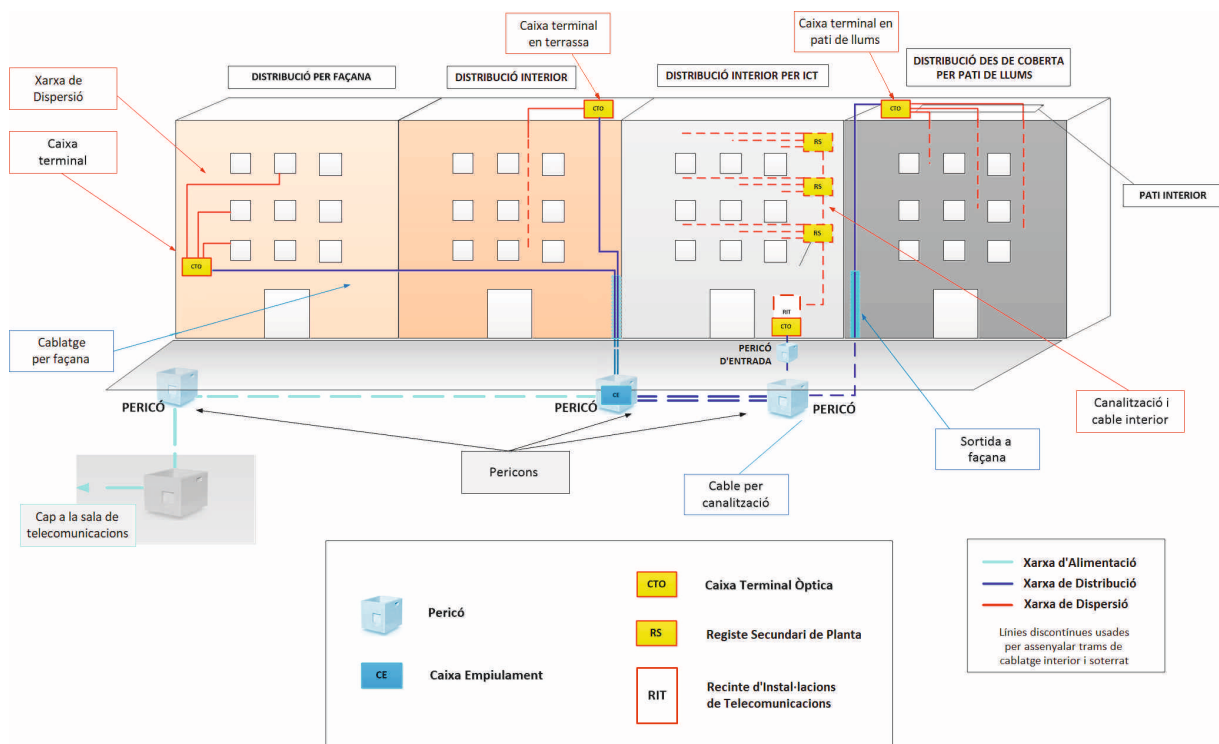 Caixa terminal
en terrassa
Caixa terminal en
pati de llums
Xarxa de
Dispersió
DISTRIBUCIÓ PER FAÇANA
DISTRIBUCIÓ INTERIOR
DISTRIBUCIÓ INTERIOR PER ICT
DISTRIBUCIÓ DES DE COBERTA
PER PATI DE LLUMS
Caixa
terminal
CTO
CTO
RS
RS
RS
PATI INTERIOR
CTO
RIT
CTO
PERICÓ
D'ENTRADA
Cablatge
per façana
PERICÓ
PERICÓ
CE
PERICÓ
Canalització i
cable interior
Sortida a
façana
Pericons
Cable per
canalització
Cap a la sala de
telecomunicacions
Pericó
CE
Caixa Empiulament
CTO
Caixa Terminal Òptica
RS
Registe Secundari de Planta
RIT
Recinte d'Instal·lacions
de Telecomunicacions
Xarxa d'Alimentació
Xarxa de Distribució
Xarxa de Dispersió
Línies discontínues usades
per assenyalar trams de
cablatge interior i soterrat